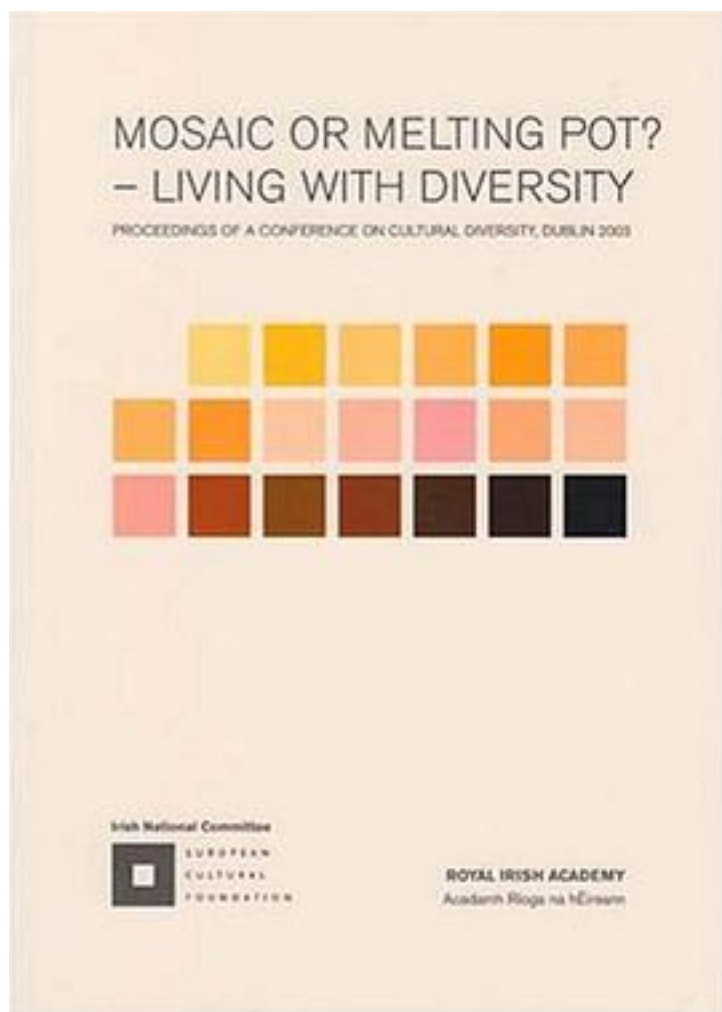 MOSAIC OR MELTING POT?
– LIVING WITH DIVERSITY
PROCEEDINGS OF A CONFERENCE ON CULTURAL DIVERSITY, DUBLIN 2003
Irish National Committee
EUROPEAN
CULTURAL
FOUNDATION
ROYAL IRISH ACADEMY
Acadamh Ríoga na hÉireann